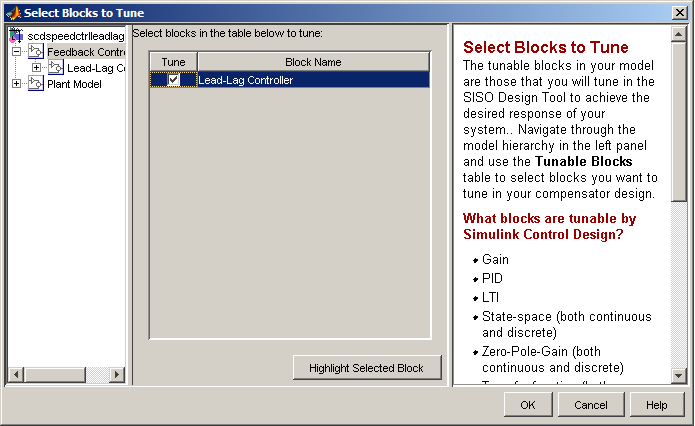 Select Blocks to Tune
scdspeedctrlleadlag
Feedback Contr
Lead-Lag Co
Plant Model
Select blocks in the table below to tune:
Tune Block Name
Lead-Lag Controller
Highlight Selected Block
Select Blocks to Tune
The tunable blocks in your model
are those that you will tune in the
SISO Design Tool to achieve the
desired response of your
system.. Navigate through the
model hierarchy in the left panel
and use the Tunable Blocks
table to select blocks you want to
tune in your compensator design.
What blocks are tunable by
Simulink Control Design?
Gain
PID
LTI
State-space (both continuous
and discrete)
Zero-Pole-Gain (both
continuous and discrete)
OK Cancel Help